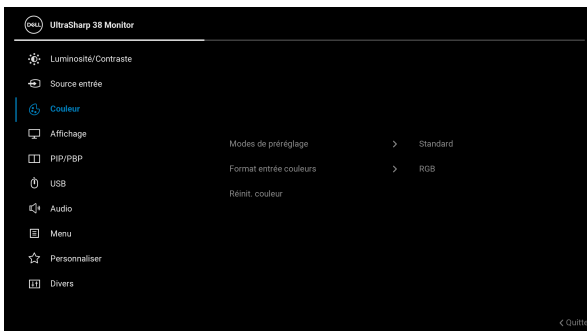 DELL UltraSharp 38 Monitor
Luminosité/Contraste
Source entrée
Couleur
Affichage
Modes de préréglage > Standard
PIP/PBP
Format entrée couleurs > RGB
USB
Réinit. couleur
Audio
Menu
Personnaliser
Divers
< Quitte